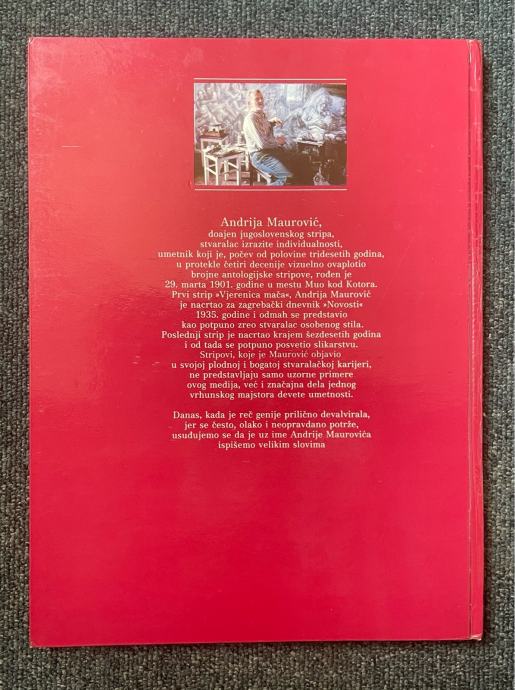 Andrija Maurović,
doajen jugoslovenskog stripa,
stvaralac izrazite individualnosti,
umetnik koji je, počev od polovine tridesetih godina,
u protekle četiri decenije vizuelno ovaplotio
brojne antologijske stripove, rođen je
29. marta 1901. godine u mestu Muo kod Kotora.
Prvi strip »Vjerenica mača«, Andrija Maurović
je nacrtao za zagrebački dnevnik »Novosti«
1935. godine i odmah se predstavio
kao potpuno zreo stvaralac osobenog stila.
Poslednji strip je nacrtao krajem šezdesetih godina
i od tada se potpuno posvetio slikarstvu.
Stripovi, koje je Maurović objavio
u svojoj plodnoj i bogatoj stvaralačkoj karijeri,
ne predstavljaju samo uzorne primere
ovog medija, već i značajna dela jednog
vrhunskog majstora devete umetnosti.
Danas, kada je reč genije prilično devalvirala,
jer se često, olako i neopravdano potrže,
usuđujemo se da je uz ime Andrije Maurovića
ispišemo velikim slovima